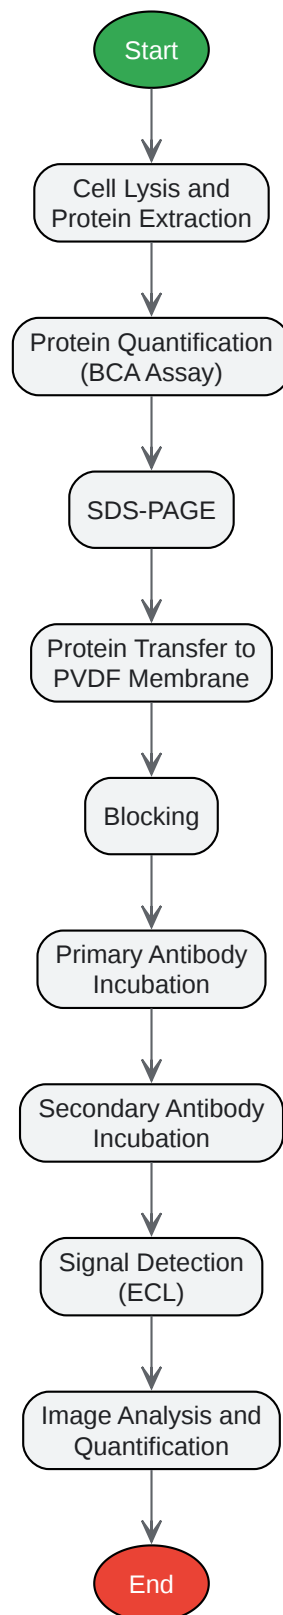 Start
Cell Lysis and
Protein Extraction
Protein Quantification
(BCA Assay)
SDS-PAGE
Protein Transfer to
PVDF Membrane
Blocking
Primary Antibody
Incubation
Secondary Antibody
Incubation
Signal Detection
(ECL)
Image Analysis and
Quantification
End